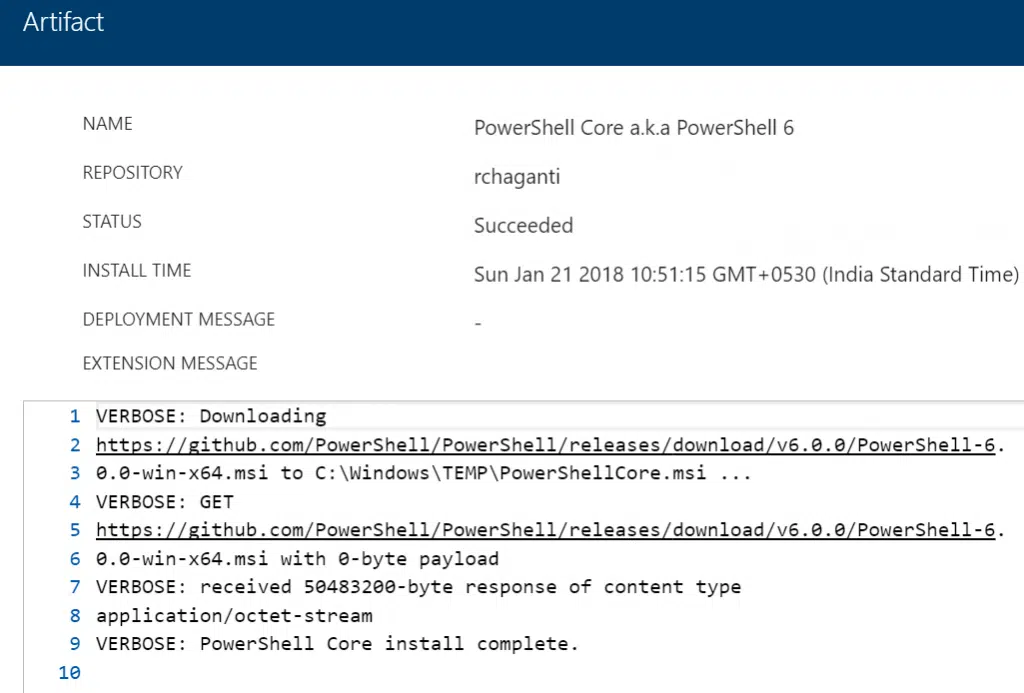 Artifact
NAME PowerShell Core a.k.a PowerShell 6
REPOSITORY rchaganti
STATUS Succeeded
INSTALL TIME Sun Jan 21 2018 10:51:15 GMT+0530 (India Standard Time)
DEPLOYMENT MESSAGE -
EXTENSION MESSAGE
1 VERBOSE: Downloading
2 https://github.com/PowerShell/PowerShell/releases/download/v6.0.0/PowerShell-6.
3 0.0-win-x64.msi to C:\Windows\TEMP\PowerShellCore.msi ...
4 VERBOSE: GET
5 https://github.com/PowerShell/PowerShell/releases/download/v6.0.0/PowerShell-6.
6 0.0-win-x64.msi with 0-byte payload
7 VERBOSE: received 50483200-byte response of content type
8 application/octet-stream
9 VERBOSE: PowerShell Core install complete.
10